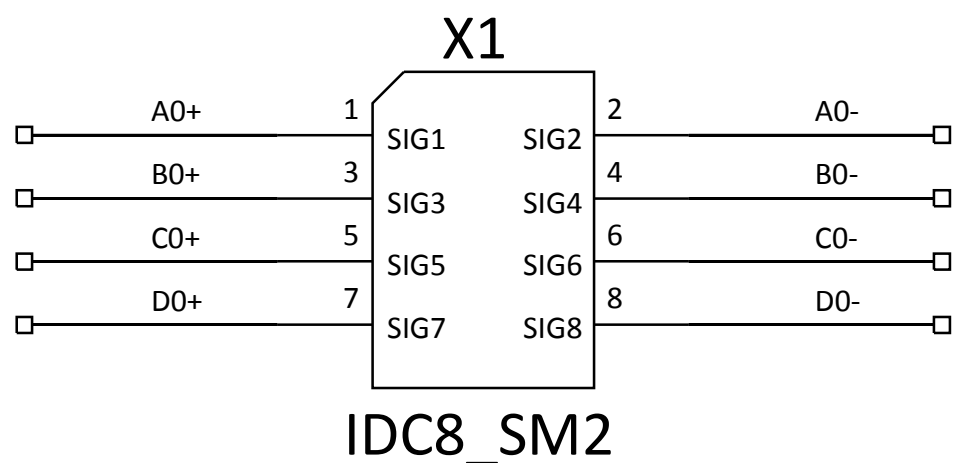 X1
A0+ 1 SIG1 SIG2 2 A0-
B0+ 3 SIG3 SIG4 4 B0-
C0+ 5 SIG5 SIG6 6 C0-
D0+ 7 SIG7 SIG8 8 D0-
IDC8_SM2